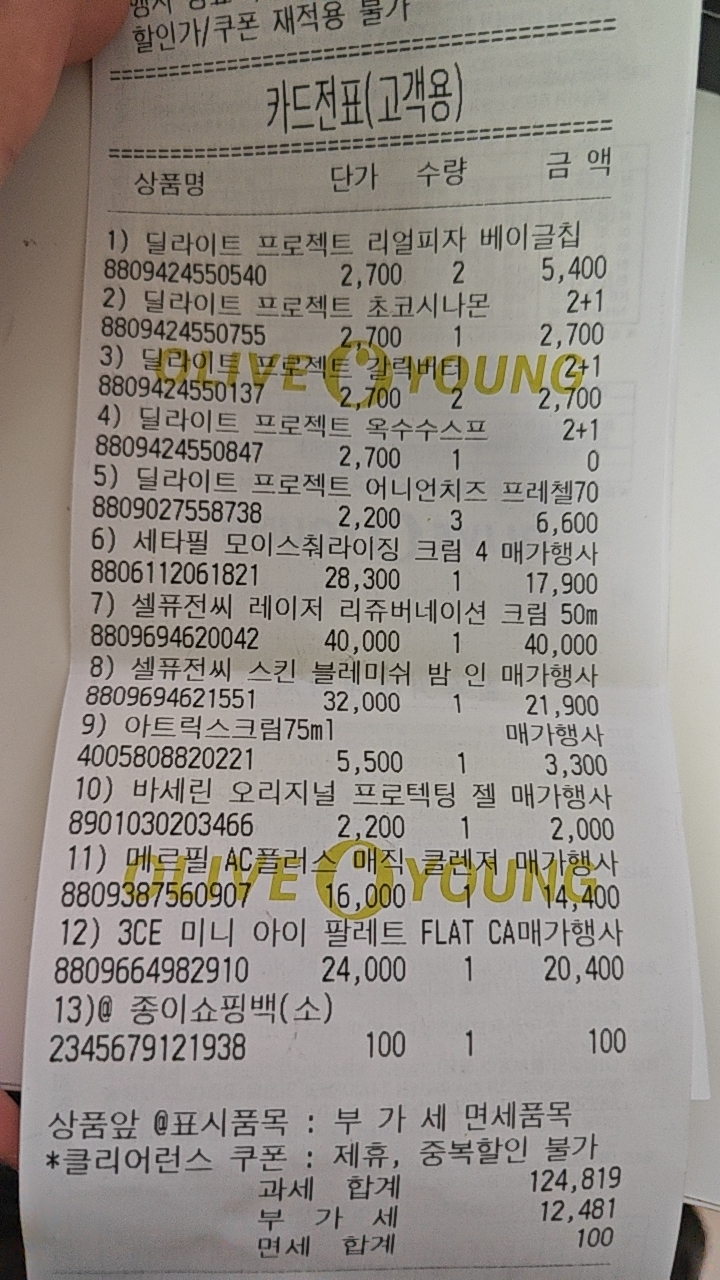 할인가/쿠폰 재적용 불가
카드전표(고객용)
상품명 단가 수량 금 액
1) 딜라이트 프로젝트 리얼피자 베이글칩
8809424550540 2,700 2 5,400
2) 딜라이트 프로젝트 초코시나몬 2+1
8809424550755 2,700 1 2,700
3) 딜라이트 프로젝트 갈릭버터 2+1
8809424550137 2,700 2 2,700
4) 딜라이트 프로젝트 옥수수스프 2+1
8809424550847 2,700 1 0
5) 딜라이트 프로젝트 어니언치즈 프레첼70
8809027558738 2,200 3 6,600
6) 세타필 모이스춰라이징 크림 4 매가행사
8806112061821 28,300 1 17,900
7) 셀퓨전씨 레이저 리쥬버네이션 크림 50m
8809694620042 40,000 1 40,000
8) 셀퓨전씨 스킨 블레미쉬 밤 인 매가행사
8809694621551 32,000 1 21,900
9) 아트릭스크림75ml 매가행사
4005808820221 5,500 1 3,300
10) 바세린 오리지널 프로텍팅 젤 매가행사
8901030203466 2,200 1 2,000
11) 메르필 AC플러스 매직 클렌저 매가행사
8809387560907 16,000 1 14,400
12) 3CE 미니 아이 팔레트 FLAT CA매가행사
8809664982910 24,000 1 20,400
13)@ 종이쇼핑백(소)
2345679121938 100 1 100
상품앞 @표시품목 : 부 가 세 면세품목
*클리어런스 쿠폰 : 제휴, 중복할인 불가
과세 합계 124,819
부 가 세 12,481
면세 합계 100
OLIVE YOUNG
OLIVE YOUNG